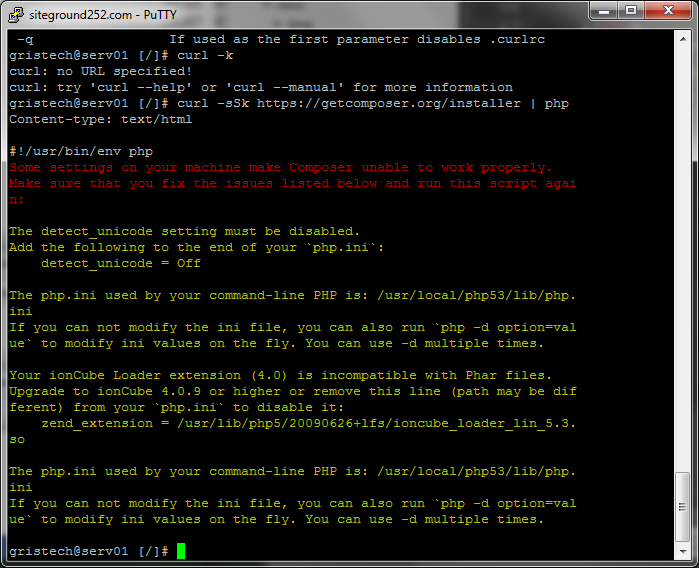 siteground252.com - PuTTY
 -q                 If used as the first parameter disables .curlrc
gristech@serv01 [/]# curl -k
curl: no URL specified!
curl: try 'curl --help' or 'curl --manual' for more information
gristech@serv01 [/]# curl -sSk https://getcomposer.org/installer | php
Content-type: text/html
#!/usr/bin/env php
Some settings on your machine make Composer unable to work properly.
Make sure that you fix the issues listed below and run this script agai
n:
The detect_unicode setting must be disabled.
Add the following to the end of your `php.ini`:
    detect_unicode = Off
The php.ini used by your command-line PHP is: /usr/local/php53/lib/php.
ini
If you can not modify the ini file, you can also run `php -d option=val
ue` to modify ini values on the fly. You can use -d multiple times.
Your ionCube Loader extension (4.0) is incompatible with Phar files.
Upgrade to ionCube 4.0.9 or higher or remove this line (path may be dif
ferent) from your `php.ini` to disable it:
    zend_extension = /usr/lib/php5/20090626+lfs/ioncube_loader_lin_5.3.
so
The php.ini used by your command-line PHP is: /usr/local/php53/lib/php.
ini
If you can not modify the ini file, you can also run `php -d option=val
ue` to modify ini values on the fly. You can use -d multiple times.
gristech@serv01 [/]#